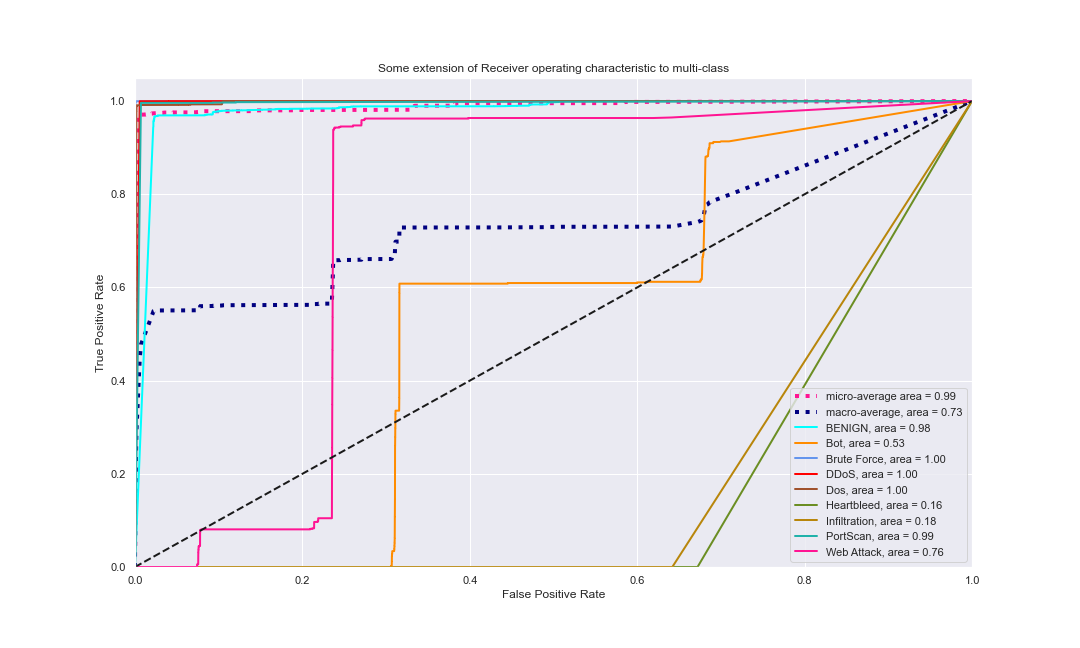 Some extension of Receiver operating characteristic to multi-class
True Positive Rate
1.0
0.8
0.6
0.4
0.2
0.0
micro-average area = 0.99
macro-average, area = 0.73
BENIGN, area = 0.98
Bot, area = 0.53
Brute Force, area = 1.00
DDoS, area = 1.00
Dos, area = 1.00
Heartbleed, area = 0.16
Infiltration, area = 0.18
PortScan, area = 0.99
Web Attack, area = 0.76
0.0 0.2 0.4 0.6 0.8 1.0
False Positive Rate